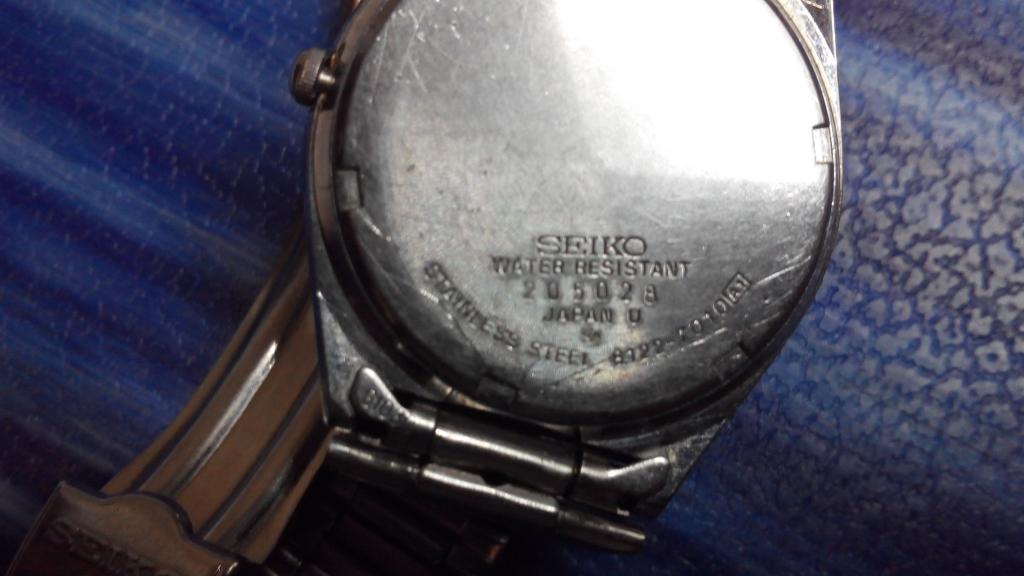 SEIKO
WATER RESISTANT
205028
JAPAN U
STAINLESS STEEL
SEIKO